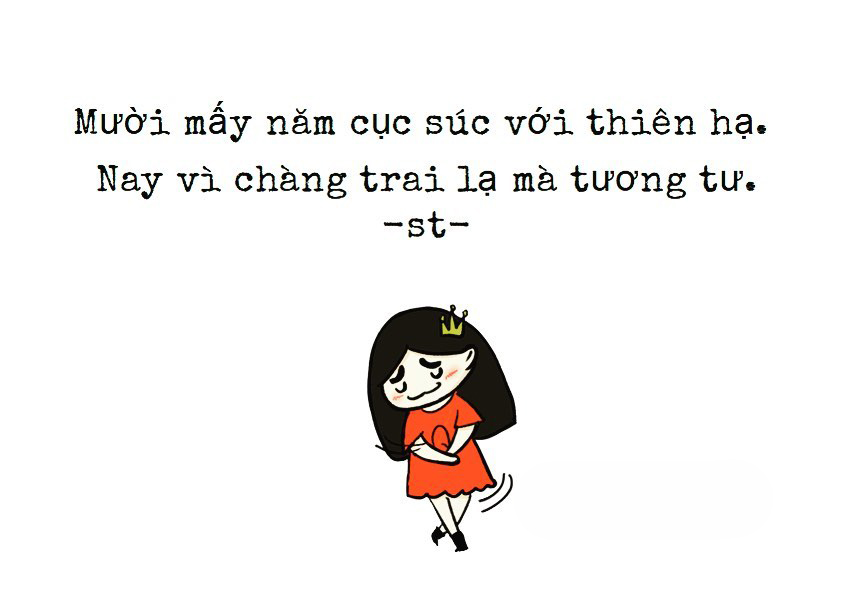 Mười mấy năm cục súc với thiên hạ.
Nay vì chàng trai lạ mà tương tư.
-st-